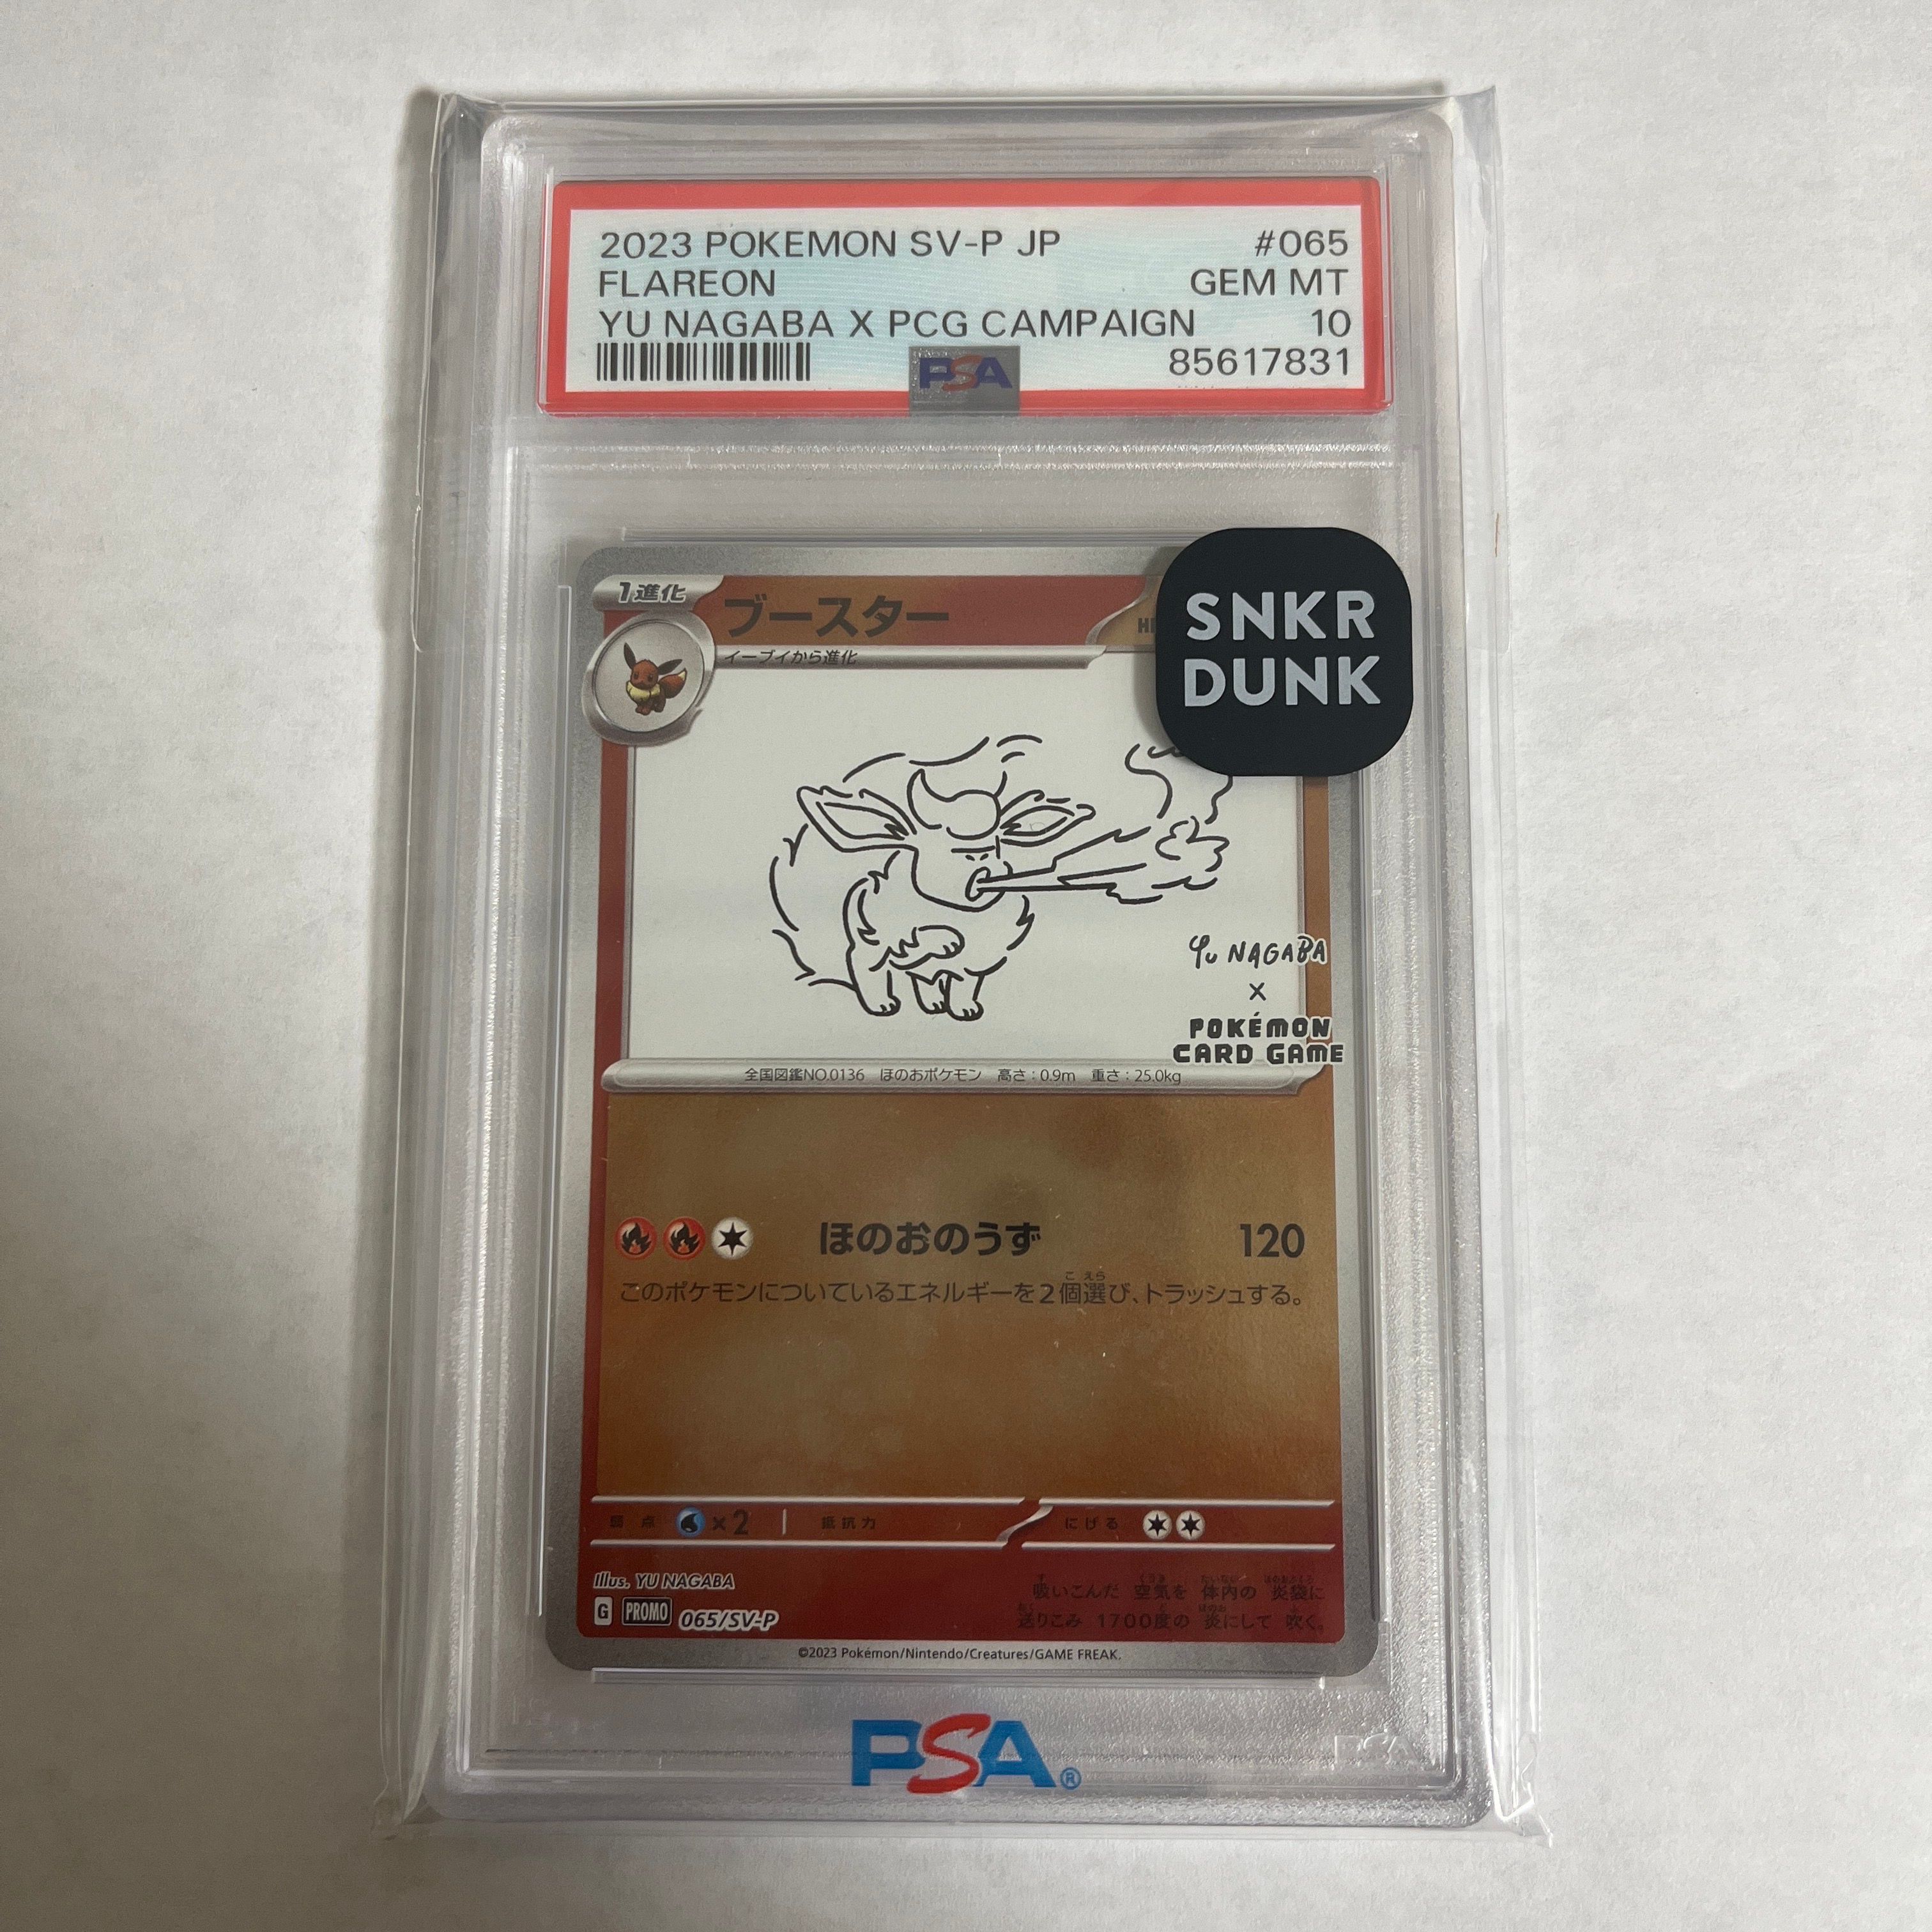 2023 POKEMON SV-P JP #065
FLAREON GEM MT
YU NAGABA X PCG CAMPAIGN 10
PSA 85617831
1進化
ブースター
イーブイから進化
SNKR
DUNK
Yu NAGABA
×
POKÉMON
CARD GAME
全国図鑑NO.0136 ほのおポケモン 高さ:0.9m 重さ:25.0kg
ほのおのうず 120
このポケモンについているエネルギーを2個選び、トラッシュする。
弱点 ×2 抵抗力 にげる
Illus. YU NAGABA
吸いこんだ 空気を 体内の 炎袋に
G PROMO 065/SV-P
送りこみ 1700度の 炎にして 吹く。
©2023 Pokémon/Nintendo/Creatures/GAME FREAK.
PSA®